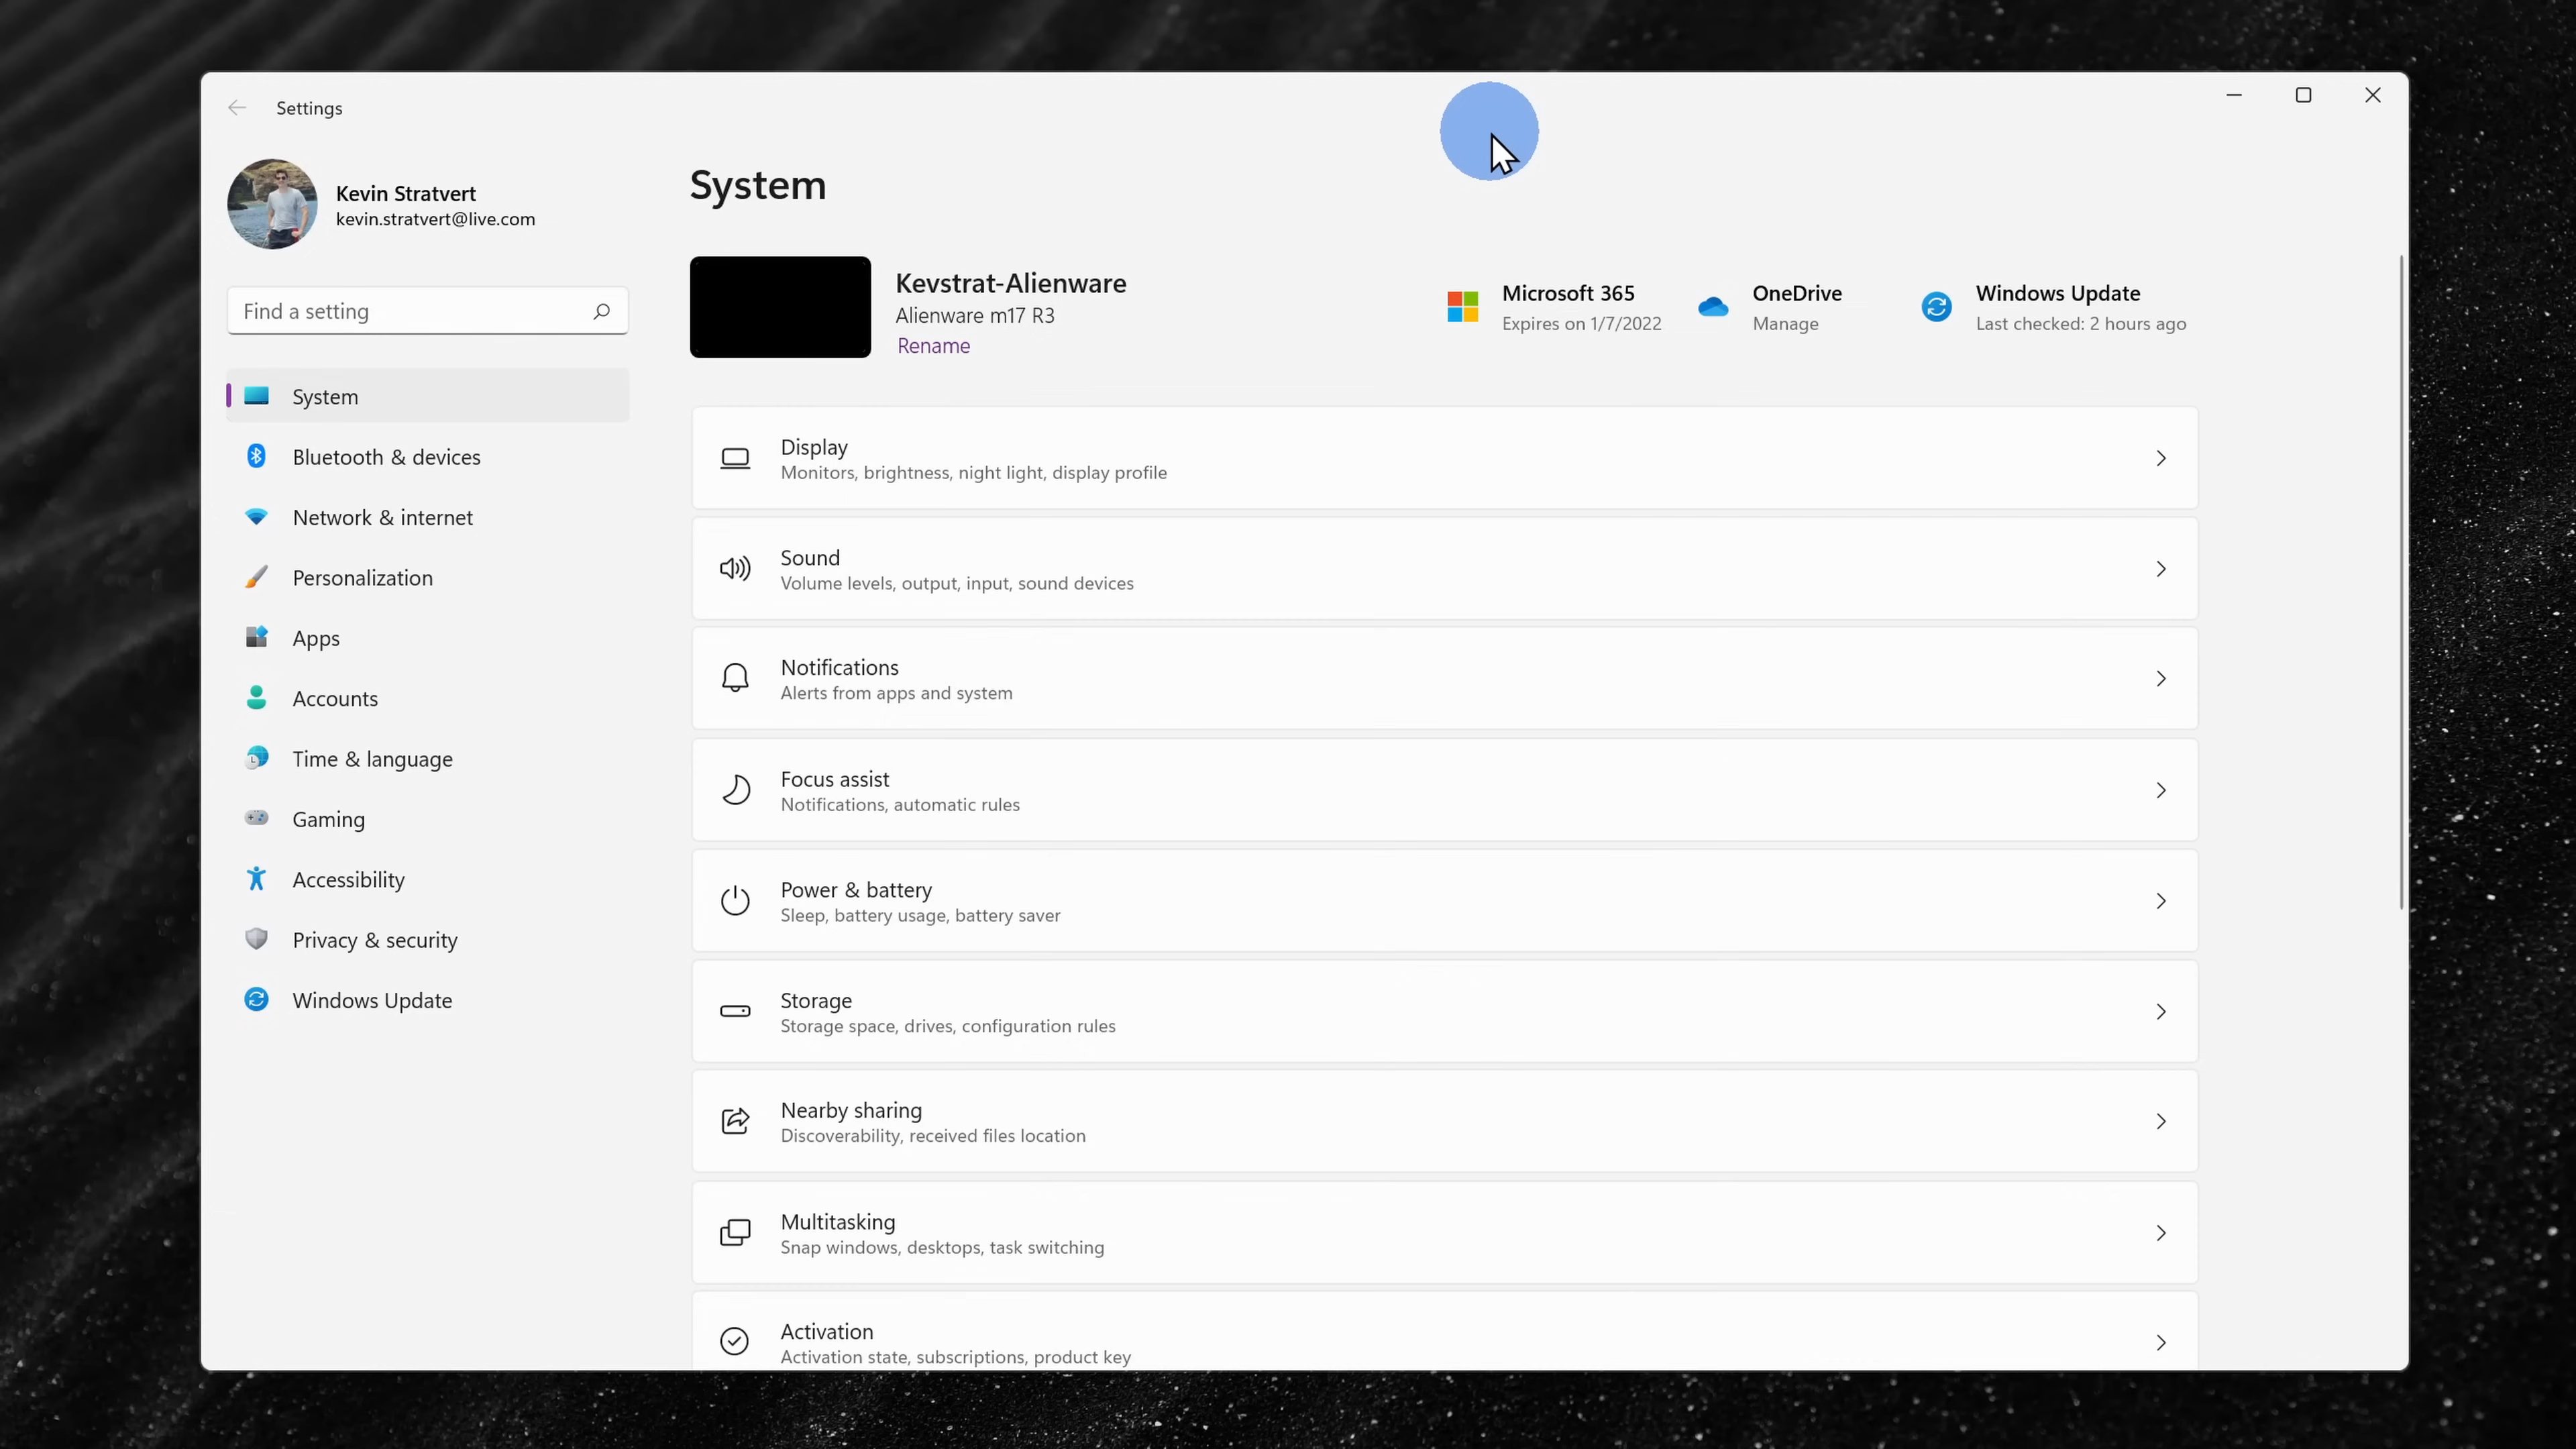 Settings
Kevin Stratvert
kevin.stratvert@live.com
Find a setting
System
Bluetooth & devices
Network & internet
Personalization
Apps
Accounts
Time & language
Gaming
Accessibility
Privacy & security
Windows Update
System
Kevstrat-Alienware
Alienware m17 R3
Rename
Microsoft 365
Expires on 1/7/2022
OneDrive
Manage
Windows Update
Last checked: 2 hours ago
Display
Monitors, brightness, night light, display profile
Sound
Volume levels, output, input, sound devices
Notifications
Alerts from apps and system
Focus assist
Notifications, automatic rules
Power & battery
Sleep, battery usage, battery saver
Storage
Storage space, drives, configuration rules
Nearby sharing
Discoverability, received files location
Multitasking
Snap windows, desktops, task switching
Activation
Activation state, subscriptions, product key